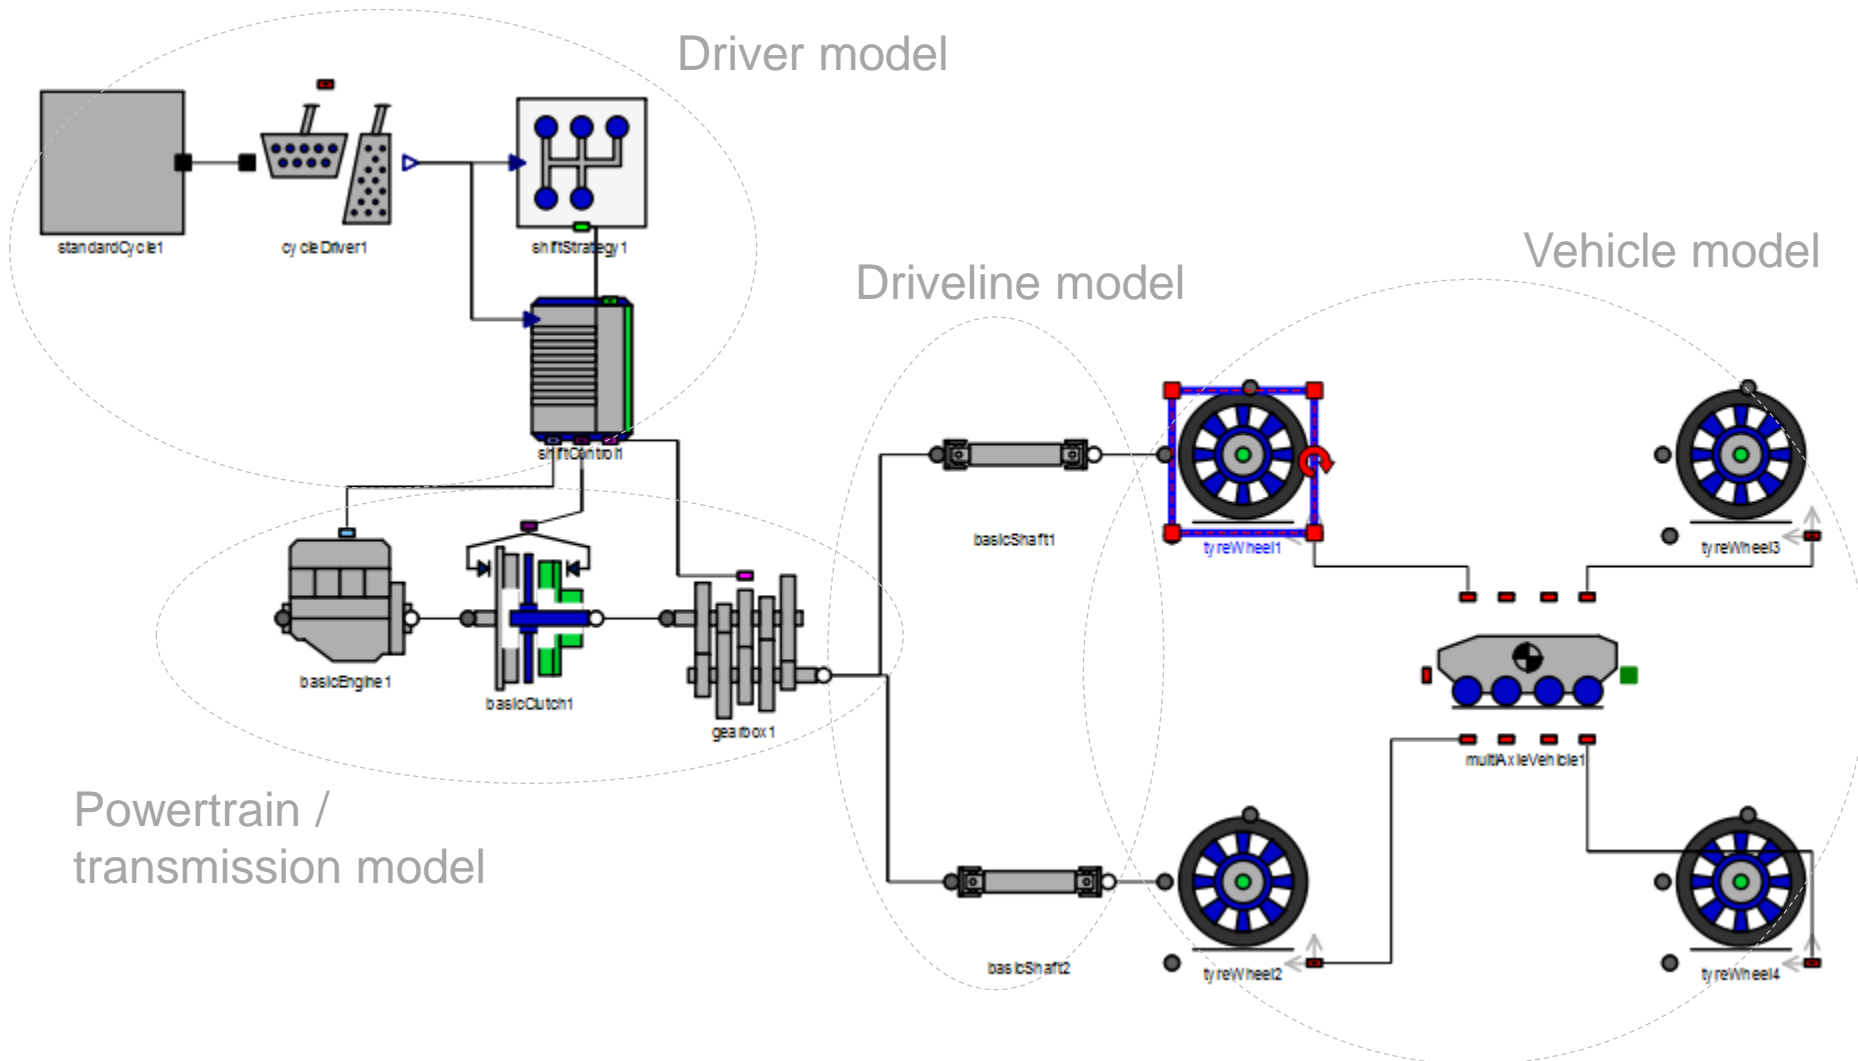 Driver model
standardCycle1
cycleDriver1
shiftStrategy1
Vehicle model
Driveline model
shiftControl1
basicShaft1
tyreWheel1
tyreWheel3
basicEngine1
basicClutch1
gearbox1
multiAxleVehicle1
Powertrain /
transmission model
basicShaft2
tyreWheel2
tyreWheel4